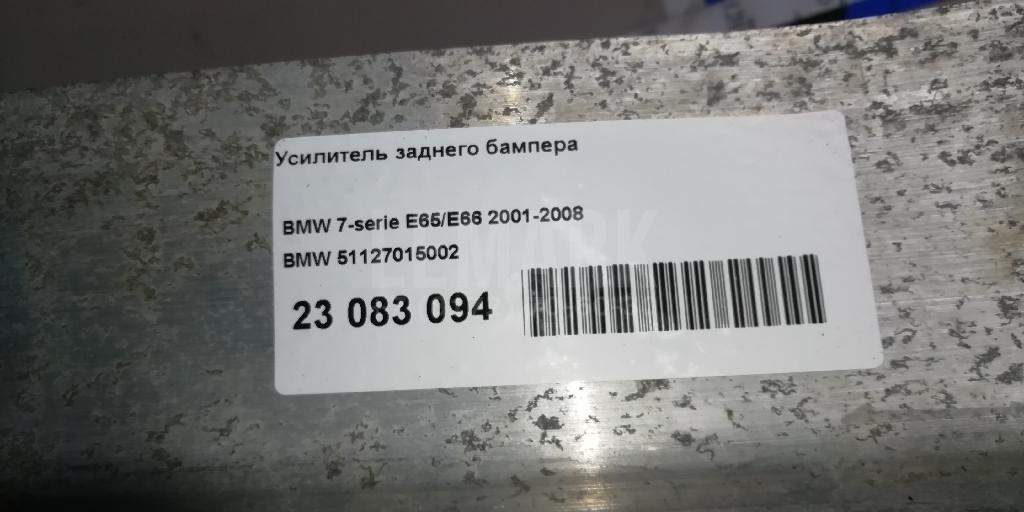 Усилитель заднего бампера
BMW 7-serie E65/E66 2001-2008
BMW 51127015002
23 083 094